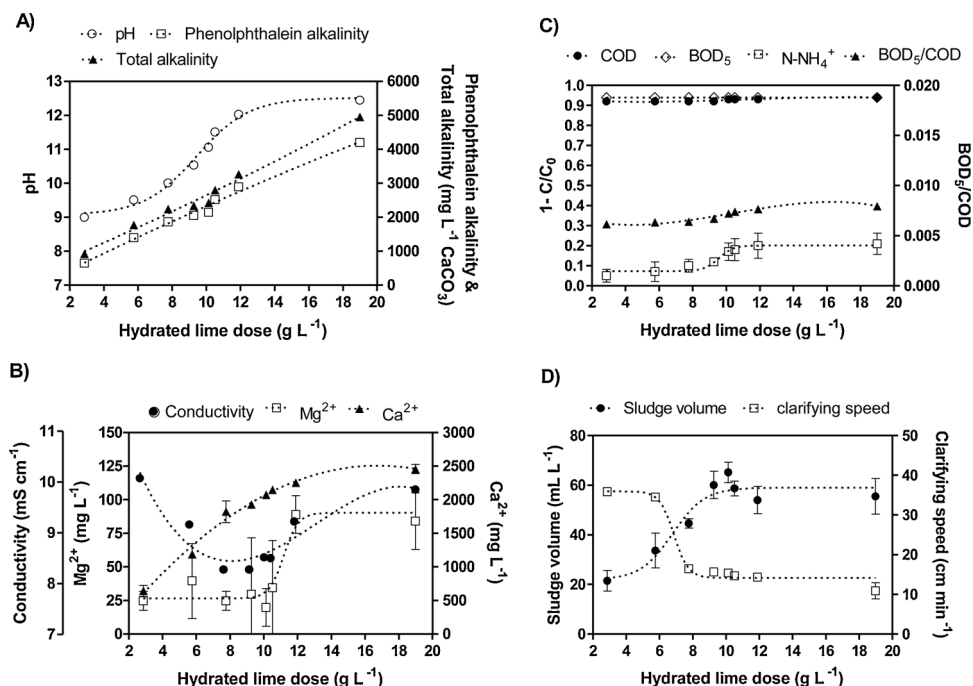 A)
pH Phenolphthalein alkalinity
Total alkalinity
pH
13
12
11
10
9
8
7
6000
5000
4000
3000
2000
1000
0
Phenolphthalein alkalinity &
Total alkalinity (mg L⁻¹ CaCO₃)
2 4 6 8 10 12 14 16 18 20
Hydrated lime dose (g L⁻¹)
C)
COD BOD₅ N-NH₄⁺ BOD₅/COD
1- C/C₀
1.0
0.9
0.8
0.7
0.6
0.5
0.4
0.3
0.2
0.1
0.0
0.020
0.015
0.010
0.005
0.000
BOD₅/COD
2 4 6 8 10 12 14 16 18 20
Hydrated lime dose (g L⁻¹)
B)
Conductivity Mg²⁺ Ca²⁺
Conductivity (mS cm⁻¹)
11
10
9
8
7
Mg²⁺ (mg L⁻¹)
150
125
100
75
50
25
0
3000
2500
2000
1500
1000
500
0
Ca²⁺ (mg L⁻¹)
2 4 6 8 10 12 14 16 18 20
Hydrated lime dose (g L⁻¹)
D)
Sludge volume clarifying speed
Sludge volume (mL L⁻¹)
80
60
40
20
0
50
40
30
20
10
0
Clarifying speed (cm min⁻¹)
2 4 6 8 10 12 14 16 18 20
Hydrated lime dose (g L⁻¹)